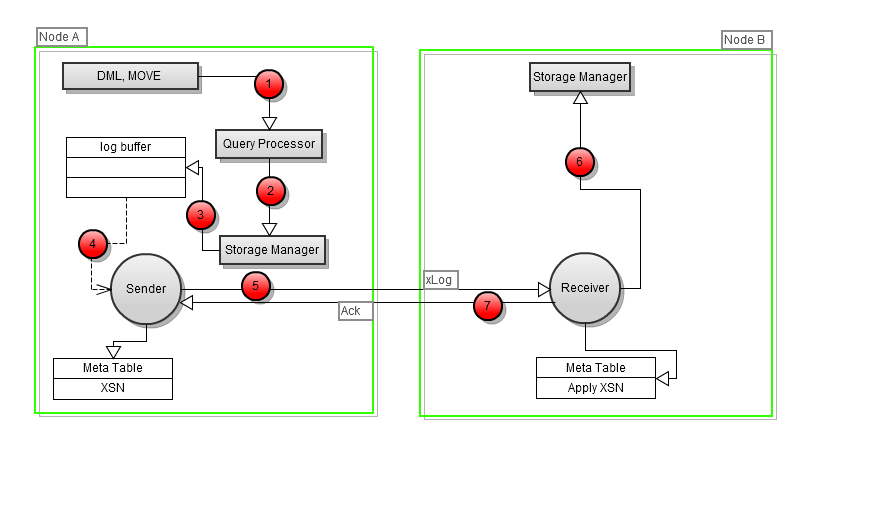 Node A
Node B
DML, MOVE
1
Storage Manager
log buffer
Query Processor
6
2
3
Storage Manager
4
Sender
5
xLog
Receiver
7
Ack
Meta Table
XSN
Meta Table
Apply XSN